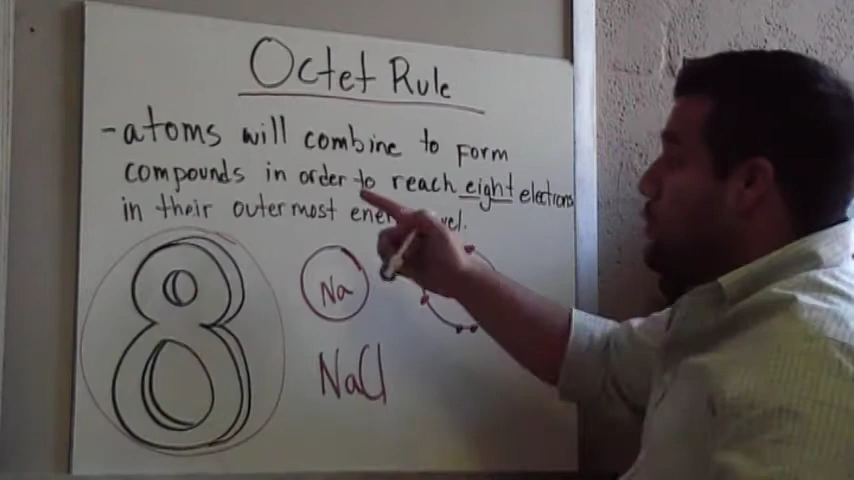 Octet Rule
- atoms will combine to form
compounds in order to reach eight electrons
in their outermost
8
Na
NaCl